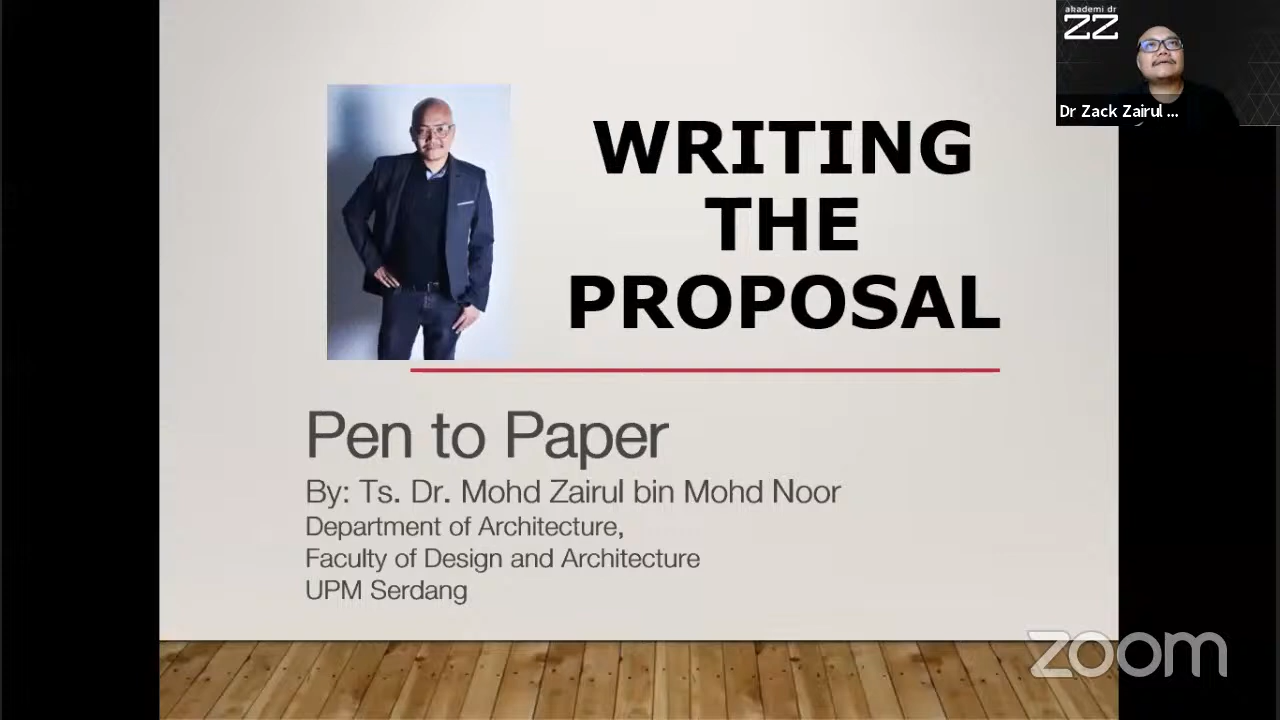 akademi dr
ZZ
Dr Zack Zairul ...
WRITING
THE
PROPOSAL
Pen to Paper
By: Ts. Dr. Mohd Zairul bin Mohd Noor
Department of Architecture,
Faculty of Design and Architecture
UPM Serdang
zoom